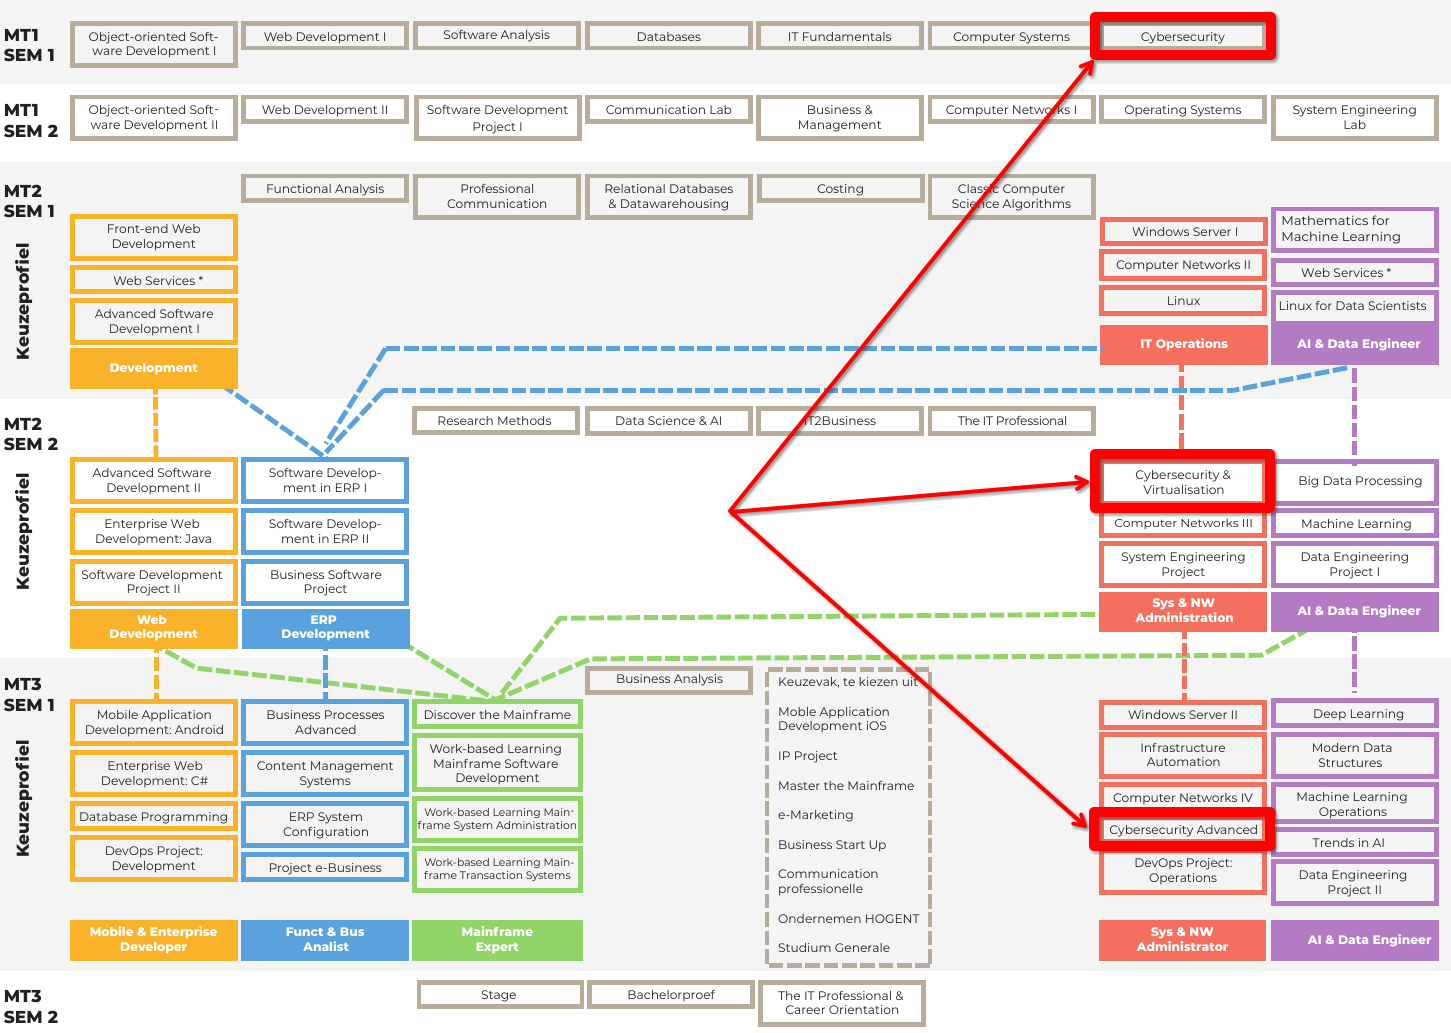 MT1
SEM 1
Object-oriented Soft-
ware Development I
Web Development I
Software Analysis
Databases
IT Fundamentals
Computer Systems
Cybersecurity
MT1
SEM 2
Object-oriented Soft-
ware Development II
Web Development II
Software Development
Project I
Communication Lab
Business &
Management
Computer Networks I
Operating Systems
System Engineering
Lab
MT2
SEM 1
Functional Analysis
Professional
Communication
Relational Databases
& Datawarehousing
Costing
Classic Computer
Science Algorithms
Keuzeprofiel
Front-end Web
Development
Web Services *
Advanced Software
Development I
Development
Windows Server I
Computer Networks II
Linux
IT Operations
Mathematics for
Machine Learning
Web Services *
Linux for Data Scientists
AI & Data Engineer
MT2
SEM 2
Research Methods
Data Science & AI
IT2Business
The IT Professional
Keuzeprofiel
Advanced Software
Development II
Enterprise Web
Development: Java
Software Development
Project II
Web
Development
Software Develop-
ment in ERP I
Software Develop-
ment in ERP II
Business Software
Project
ERP
Development
Cybersecurity &
Virtualisation
Computer Networks III
System Engineering
Project
Sys & NW
Administration
Big Data Processing
Machine Learning
Data Engineering
Project I
AI & Data Engineer
MT3
SEM 1
Keuzeprofiel
Mobile Application
Development: Android
Enterprise Web
Development: C#
Database Programming
DevOps Project:
Development
Mobile & Enterprise
Developer
Business Processes
Advanced
Content Management
Systems
ERP System
Configuration
Project e-Business
Funct & Bus
Analist
Discover the Mainframe
Work-based Learning
Mainframe Software
Development
Work-based Learning Main-
frame System Administration
Work-based Learning Main-
frame Transaction Systems
Mainframe
Expert
Business Analysis
Keuzevak, te kiezen uit
Moble Application
Development iOS
IP Project
Master the Mainframe
e-Marketing
Business Start Up
Communication
professionelle
Ondernemen HOGENT
Studium Generale
Windows Server II
Infrastructure
Automation
Computer Networks IV
Cybersecurity Advanced
DevOps Project:
Operations
Sys & NW
Administrator
Deep Learning
Modern Data
Structures
Machine Learning
Operations
Trends in AI
Data Engineering
Project II
AI & Data Engineer
MT3
SEM 2
Stage
Bachelorproef
The IT Professional &
Career Orientation